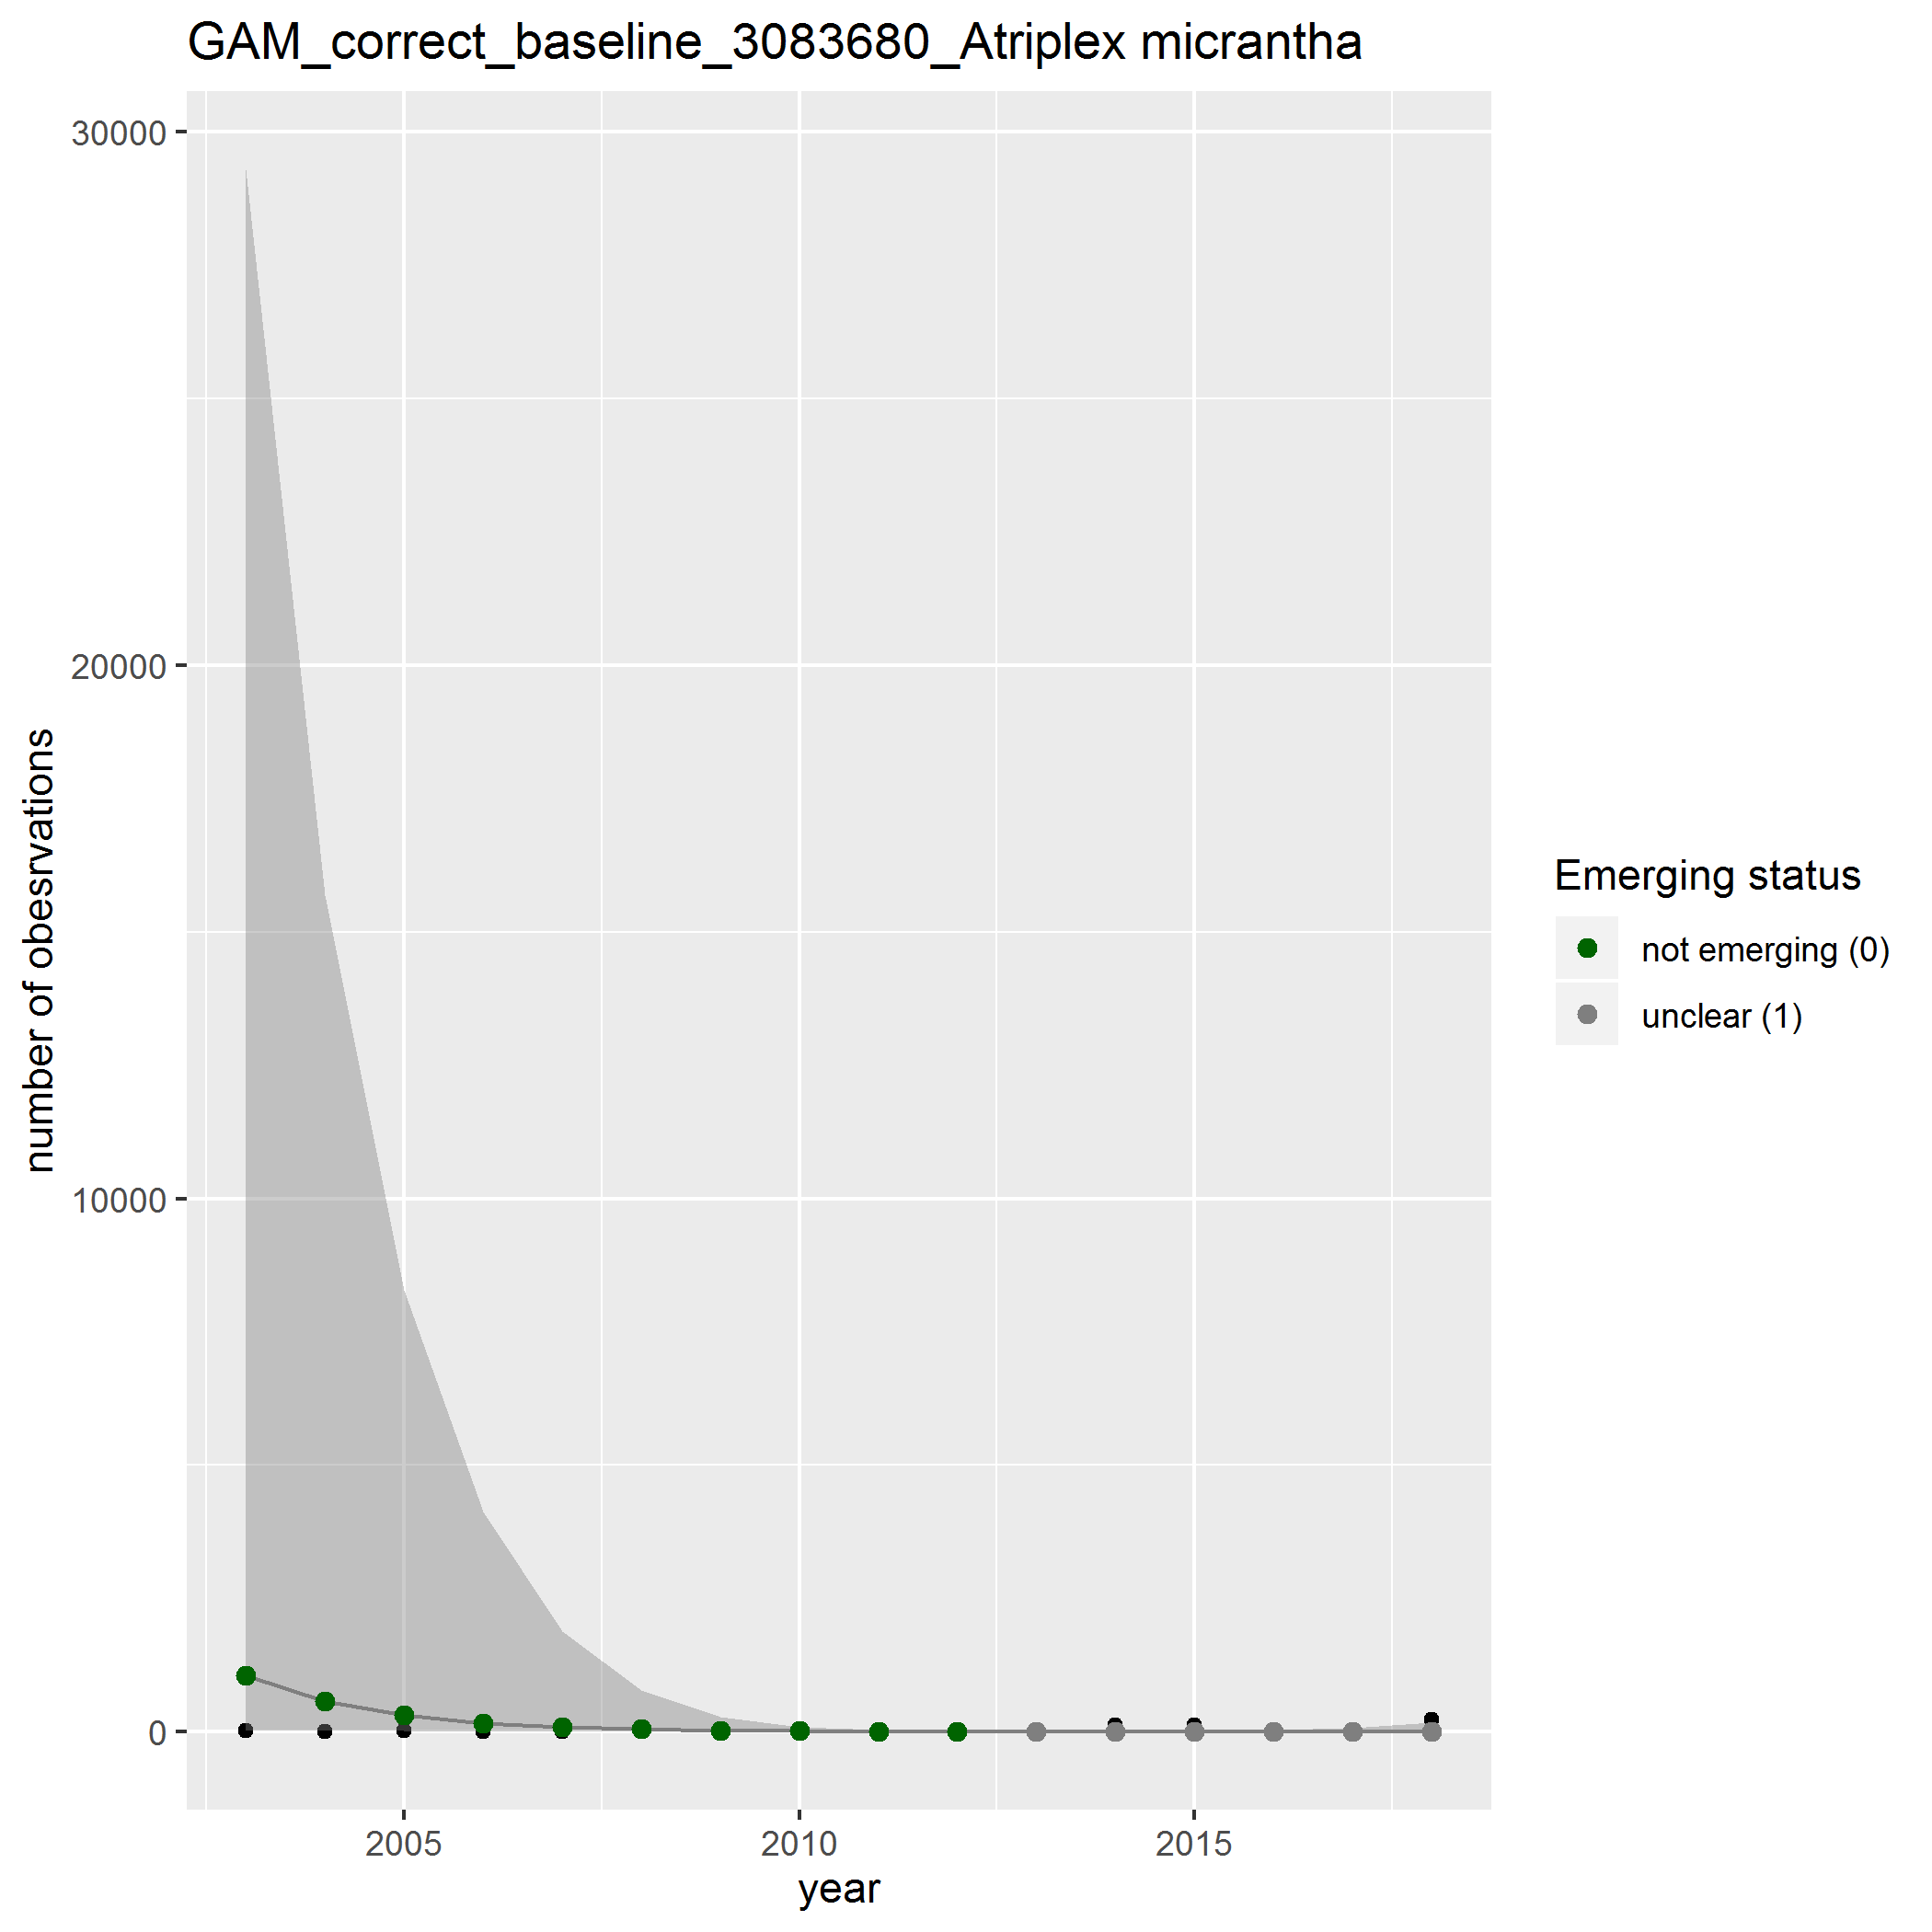 GAM_correct_baseline_3083680_Atriplex micrantha
30000
20000
10000
0
number of obesrvations
2005
2010
2015
year
Emerging status
not emerging (0)
unclear (1)